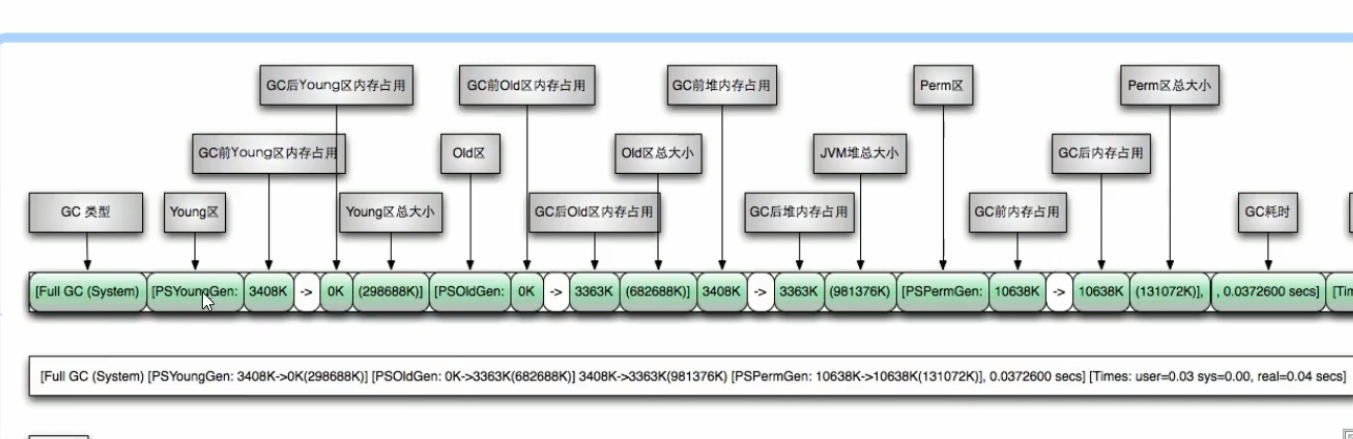 GC后Young区内存占用 GC前Old区内存占用 GC前堆内存占用 Perm区 Perm区总大小
GC前Young区内存占用 Old区 Old区总大小 JVM堆总大小 GC后内存占用
GC 类型 Young区 Young区总大小 GC后Old区内存占用 GC后堆内存占用 GC前内存占用 GC耗时
[Full GC (System) [PSYoungGen: 3408K -> 0K (298688K)] [PSOldGen: 0K -> 3363K (682688K)] 3408K -> 3363K (981376K) [PSPermGen: 10638K -> 10638K (131072K)], , 0.0372600 secs]
[Full GC (System) [PSYoungGen: 3408K->0K(298688K)] [PSOldGen: 0K->3363K(682688K)] 3408K->3363K(981376K) [PSPermGen: 10638K->10638K(131072K)], 0.0372600 secs] [Times: user=0.03 sys=0.00, real=0.04 secs]